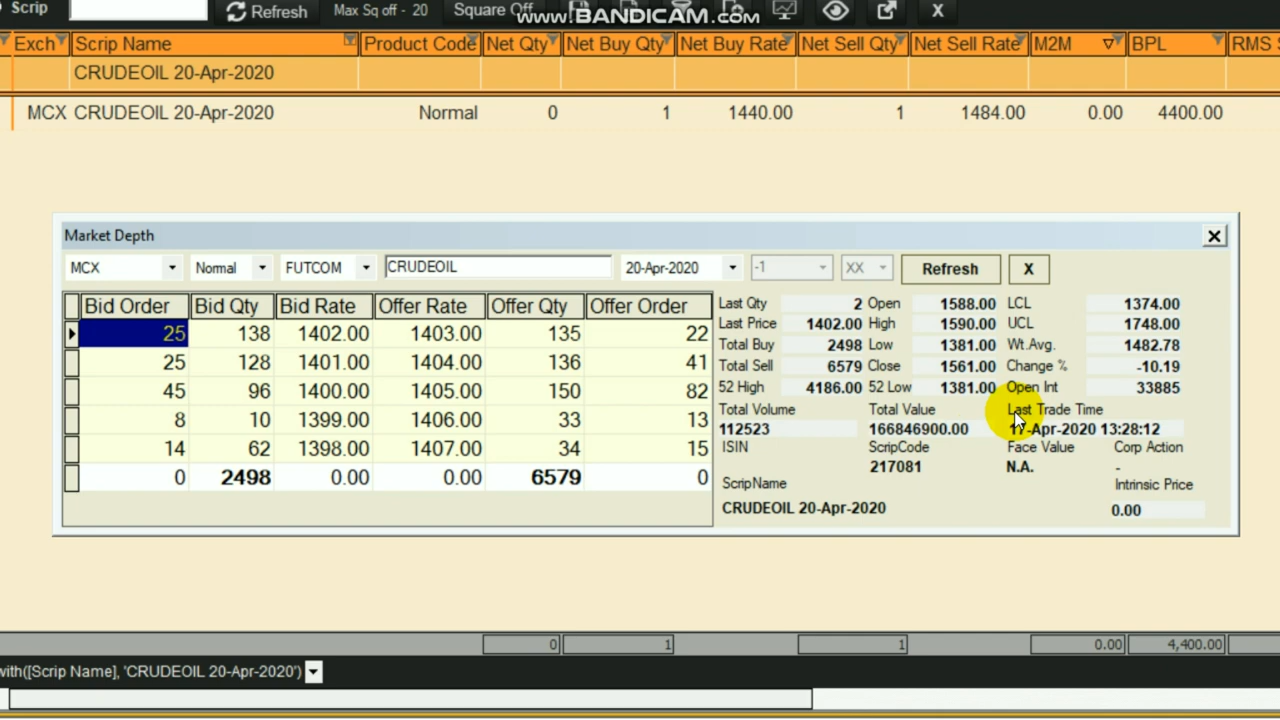 Scrip Refresh Max Sq off - 20 Square Off X
www.BANDICAM.com
Exch Scrip Name Product Code Net Qty Net Buy Qty Net Buy Rate Net Sell Qty Net Sell Rate M2M BPL RMS
CRUDEOIL 20-Apr-2020
MCX CRUDEOIL 20-Apr-2020 Normal 0 1 1440.00 1 1484.00 0.00 4400.00
Market Depth
MCX Normal FUTCOM CRUDEOIL 20-Apr-2020 -1 XX Refresh X
Bid Order Bid Qty Bid Rate Offer Rate Offer Qty Offer Order
25 138 1402.00 1403.00 135 22
25 128 1401.00 1404.00 136 41
45 96 1400.00 1405.00 150 82
8 10 1399.00 1406.00 33 13
14 62 1398.00 1407.00 34 15
0 2498 0.00 0.00 6579 0
Last Qty 2 Open 1588.00 LCL 1374.00
Last Price 1402.00 High 1590.00 UCL 1748.00
Total Buy 2498 Low 1381.00 Wt.Avg. 1482.78
Total Sell 6579 Close 1561.00 Change % -10.19
52 High 4186.00 52 Low 1381.00 Open Int 33885
Total Volume Total Value Last Trade Time
112523 166846900.00 17-Apr-2020 13:28:12
ISIN ScripCode Face Value Corp Action
217081 N.A. -
ScripName Intrinsic Price
CRUDEOIL 20-Apr-2020 0.00
0 1 1 0.00 4,400.00
with([Scrip Name], 'CRUDEOIL 20-Apr-2020')